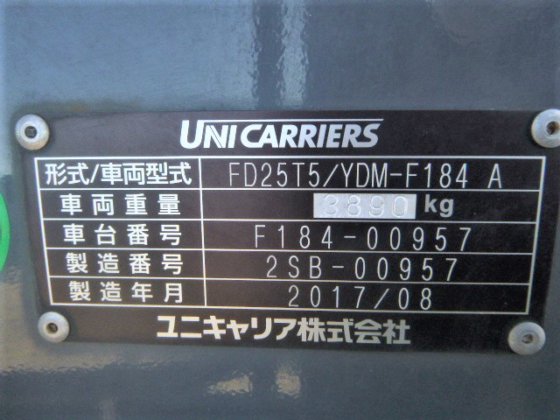 UNICARRIERS
形式/車両型式 FD25T5/YDM-F184 A
車両重量 3890 kg
車台番号 F184-00957
製造番号 2SB-00957
製造年月 2017/08
ユニキャリア株式会社